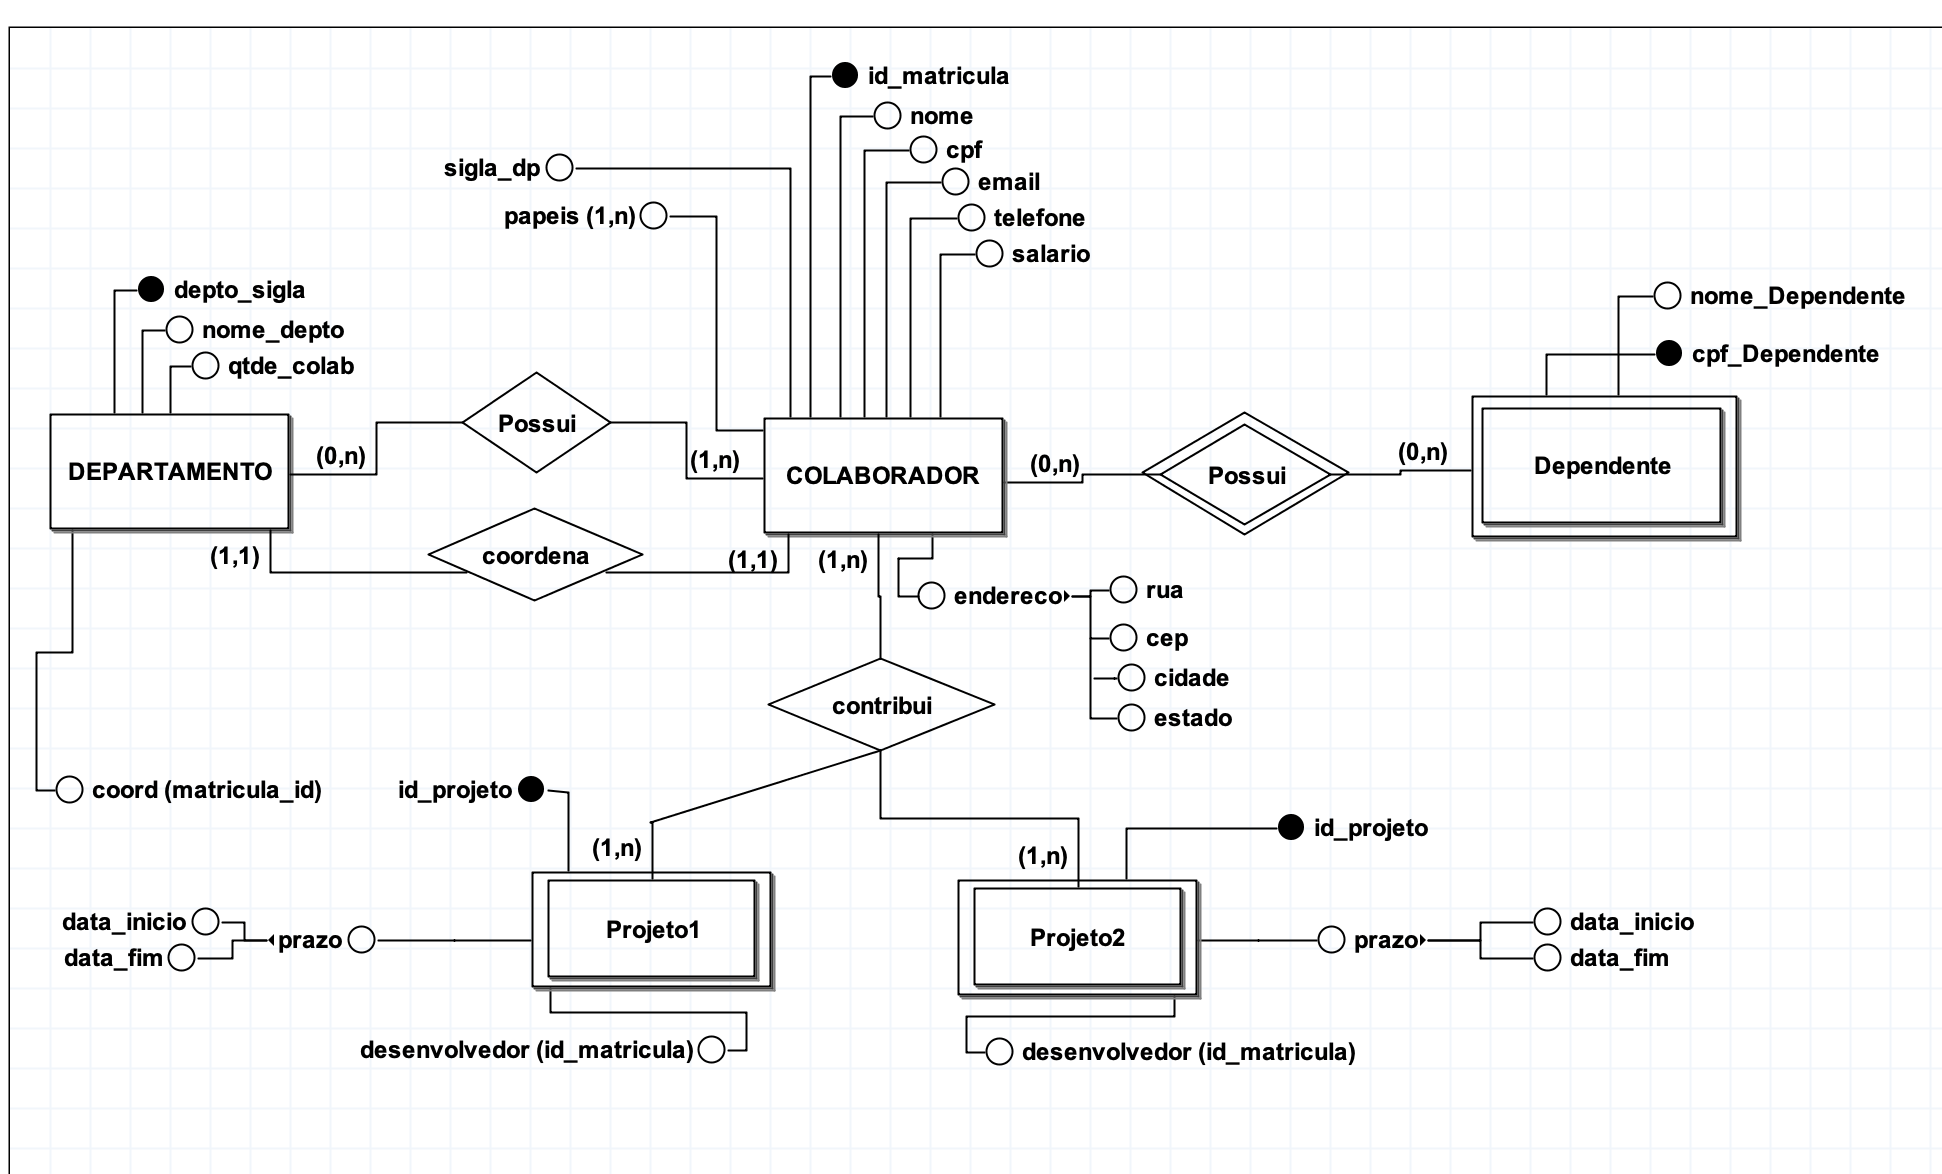 id_matricula
nome
cpf
sigla_dp
email
papeis (1,n)
telefone
salario
depto_sigla
nome_depto
qtde_colab
nome_Dependente
cpf_Dependente
DEPARTAMENTO
(0,n)
Possui
(1,n)
COLABORADOR
(0,n)
Possui
(0,n)
Dependente
(1,1)
coordena
(1,1)
(1,n)
endereco
rua
cep
cidade
estado
contribui
coord (matricula_id)
id_projeto
(1,n)
(1,n)
id_projeto
data_inicio
data_fim
prazo
Projeto1
Projeto2
prazo
data_inicio
data_fim
desenvolvedor (id_matricula)
desenvolvedor (id_matricula)